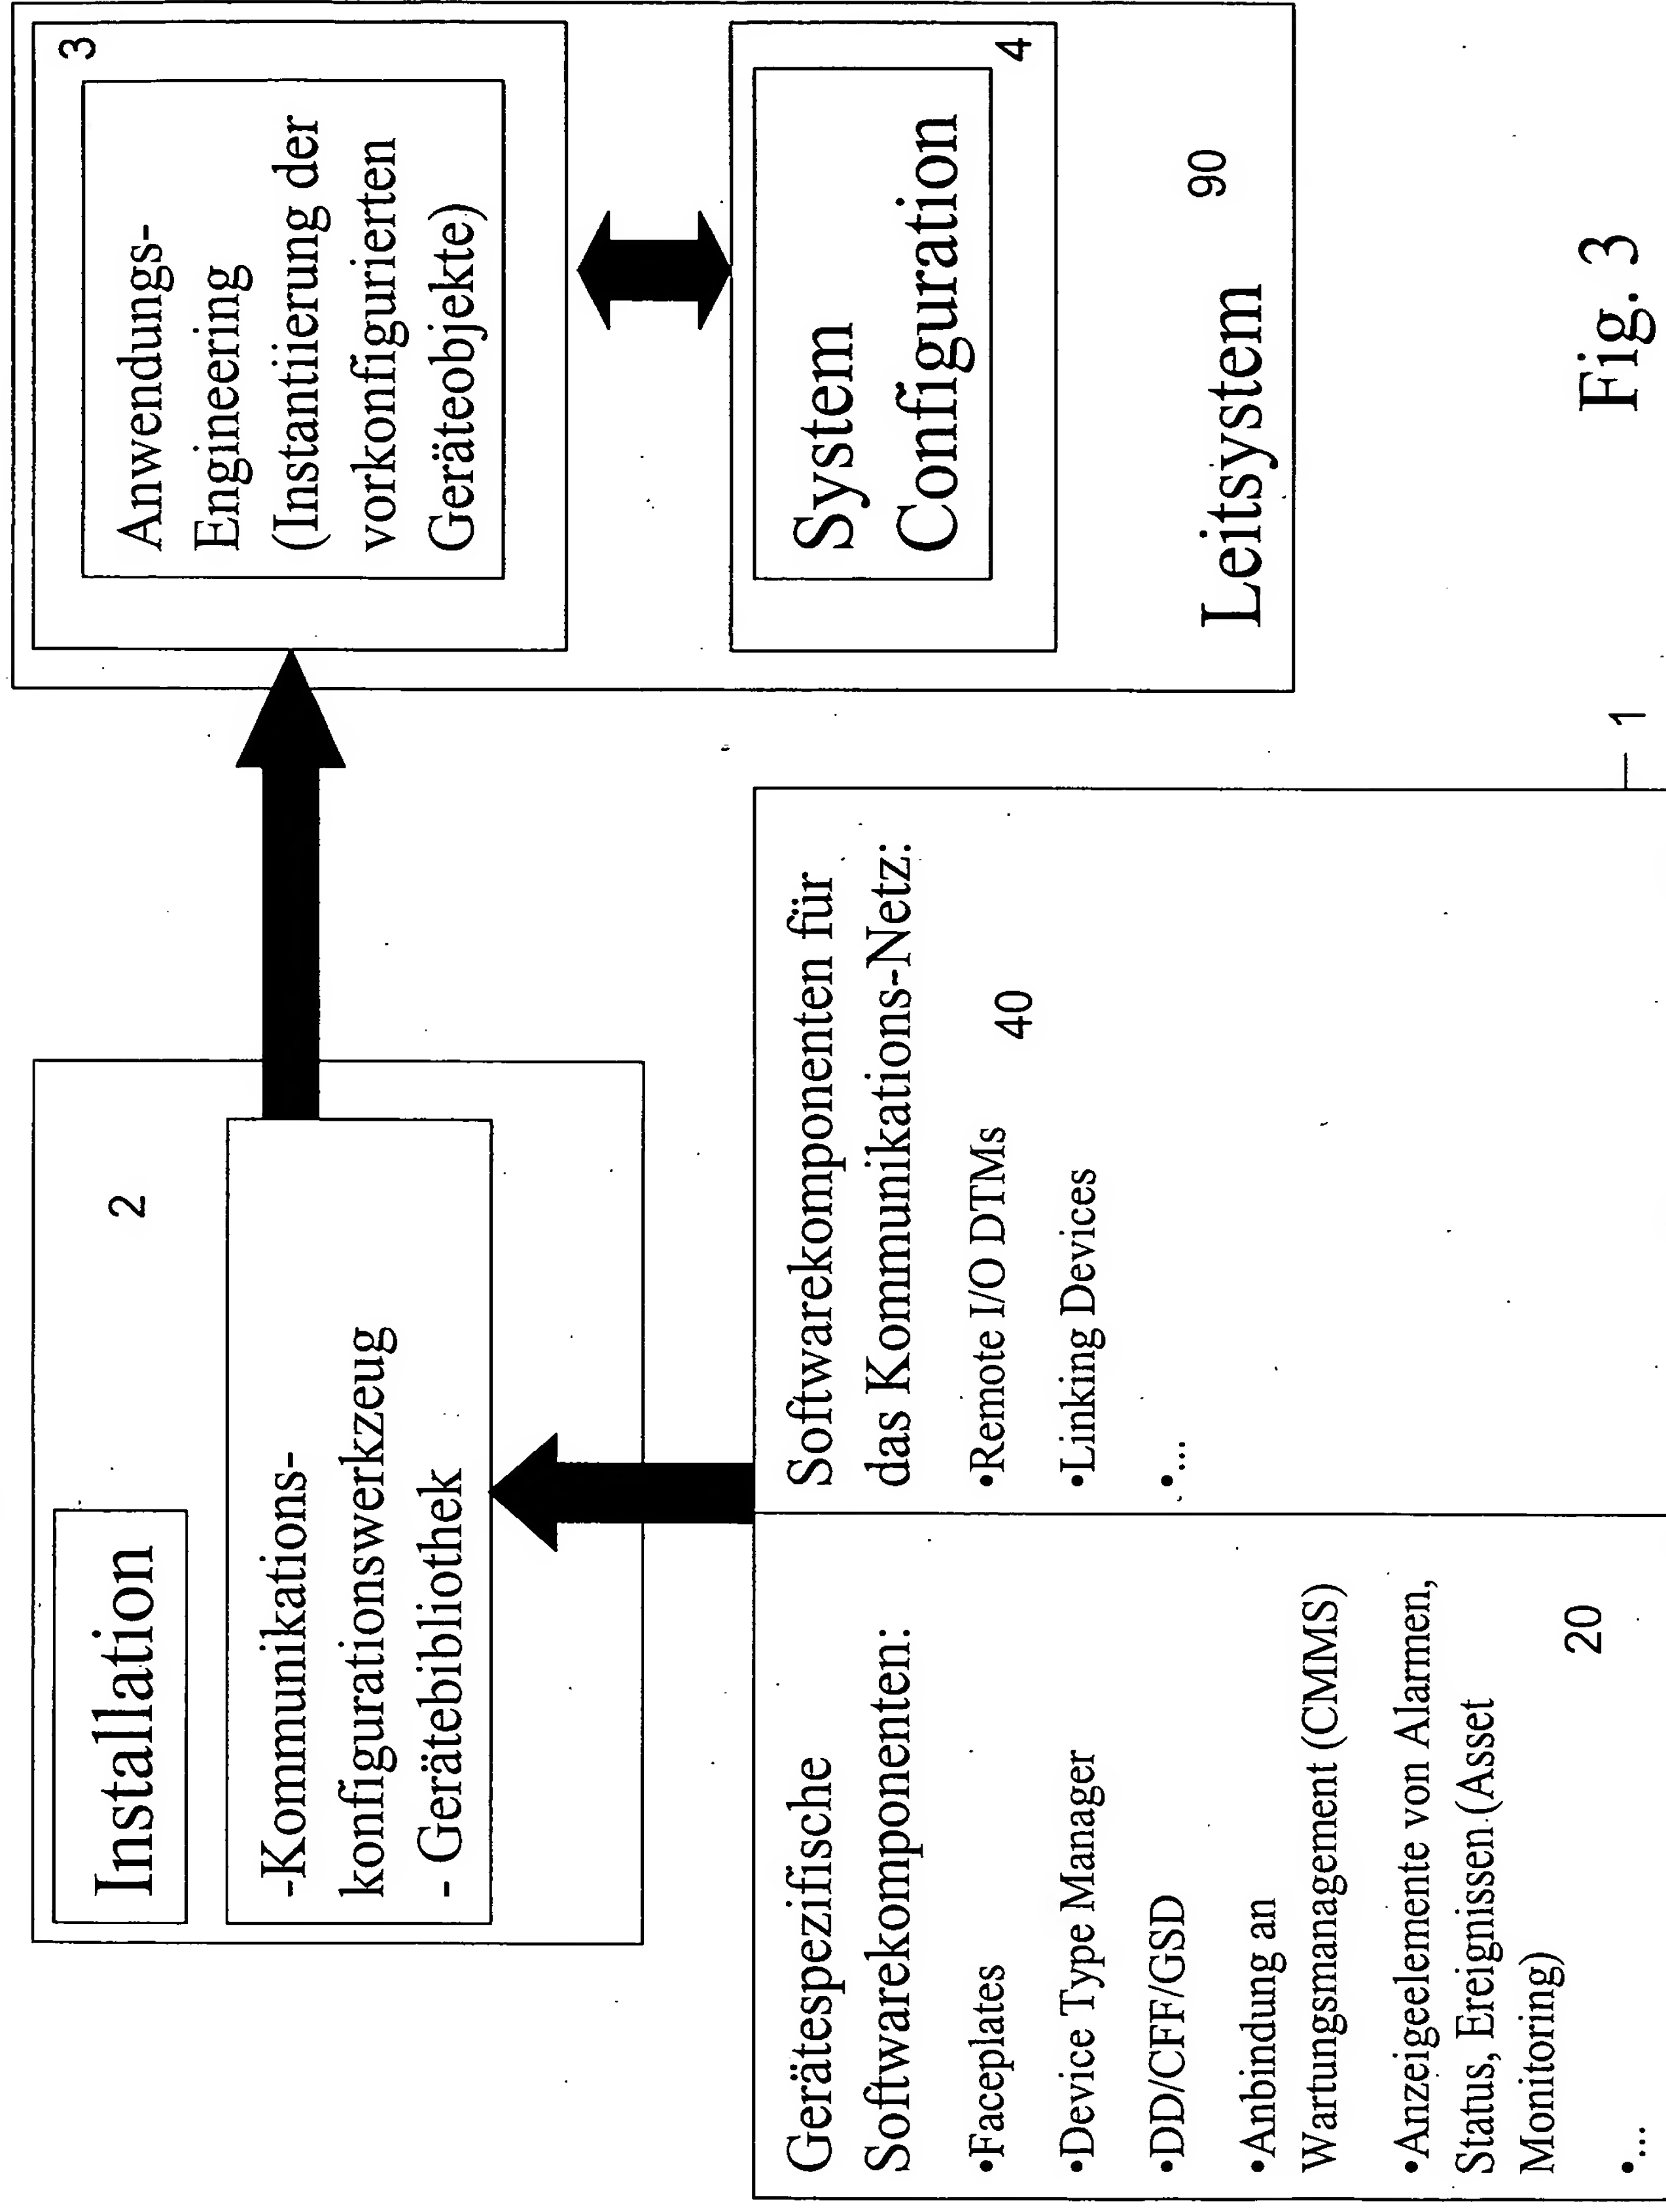 Installation
2
-Kommunikations-
konfigurationswerkzeug
- Gerätebibliothek
3
Anwendungs-
Engineering
(Instantiierung der
vorkonfigurierten
Geräteobjekte)
System
Configuration
4
90
Leitsystem
Gerätespezifische
Softwarekomponenten:
•Faceplates
•Device Type Manager
•DD/CFF/GSD
•Anbindung an
Wartungsmanagement (CMMS)
•Anzeigeelemente von Alarmen,
Status, Ereignissen (Asset
Monitoring)
•...
20
Softwarekomponenten für
das Kommunikations-Netz:
•Remote I/O DTMs
•Linking Devices
•...
40
1
Fig. 3